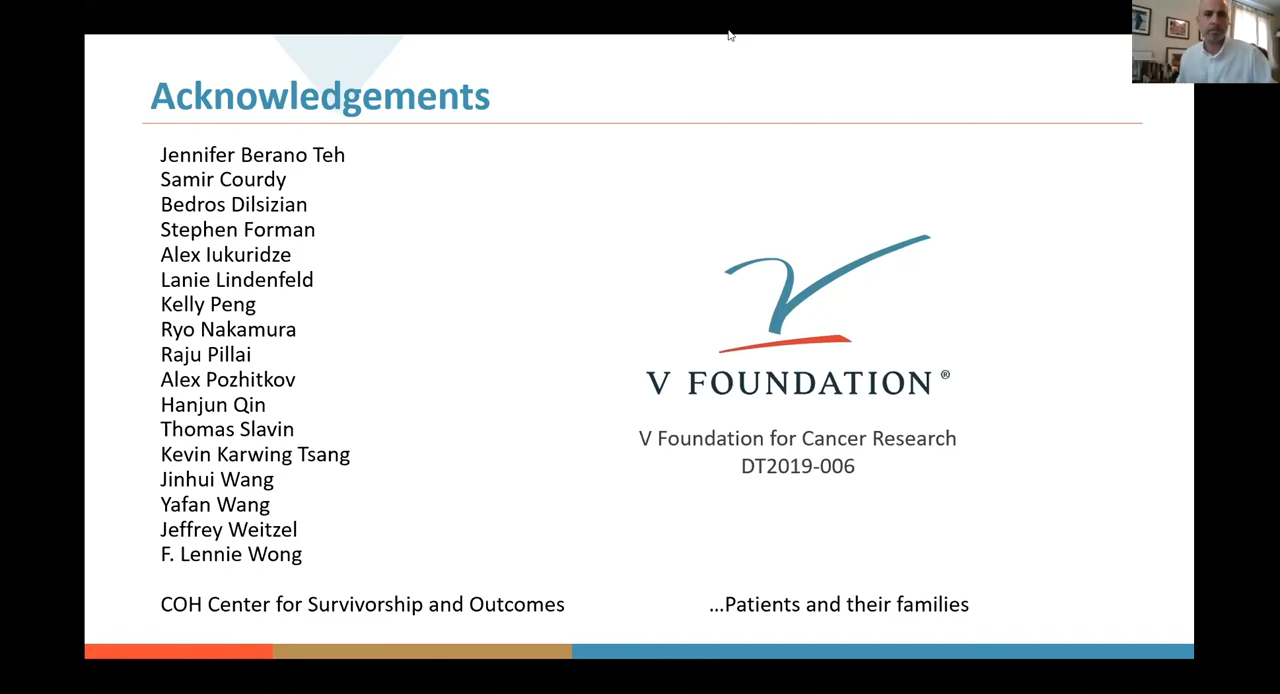 Acknowledgements
Jennifer Berano Teh
Samir Courdy
Bedros Dilsizian
Stephen Forman
Alex Iukuridze
Lanie Lindenfeld
Kelly Peng
Ryo Nakamura
Raju Pillai
Alex Pozhitkov
Hanjun Qin
Thomas Slavin
Kevin Karwing Tsang
Jinhui Wang
Yafan Wang
Jeffrey Weitzel
F. Lennie Wong
COH Center for Survivorship and Outcomes
V FOUNDATION®
V Foundation for Cancer Research
DT2019-006
...Patients and their families